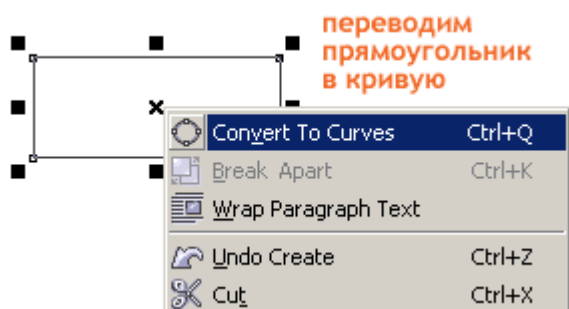 переводим
прямоугольник
в кривую
Convert To Curves Ctrl+Q
Break Apart Ctrl+K
Wrap Paragraph Text
Undo Create Ctrl+Z
Cut Ctrl+X